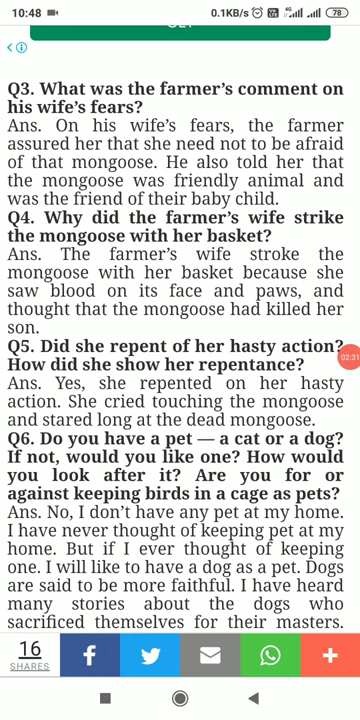 10:48
0.1KB/s
4G
78
Q3. What was the farmer's comment on
his wife's fears?
Ans. On his wife's fears, the farmer
assured her that she need not to be afraid
of that mongoose. He also told her that
the mongoose was friendly animal and
was the friend of their baby child.
Q4. Why did the farmer's wife strike
the mongoose with her basket?
Ans. The farmer's wife stroke the
mongoose with her basket because she
saw blood on its face and paws, and
thought that the mongoose had killed her
son.
Q5. Did she repent of her hasty action?
02:31
How did she show her repentance?
Ans. Yes, she repented on her hasty
action. She cried touching the mongoose
and stared long at the dead mongoose.
Q6. Do you have a pet — a cat or a dog?
If not, would you like one? How would
you look after it? Are you for or
against keeping birds in a cage as pets?
Ans. No, I don't have any pet at my home.
I have never thought of keeping pet at my
home. But if I ever thought of keeping
one. I will like to have a dog as a pet. Dogs
are said to be more faithful. I have heard
many stories about the dogs who
sacrificed themselves for their masters.
16
SHARES